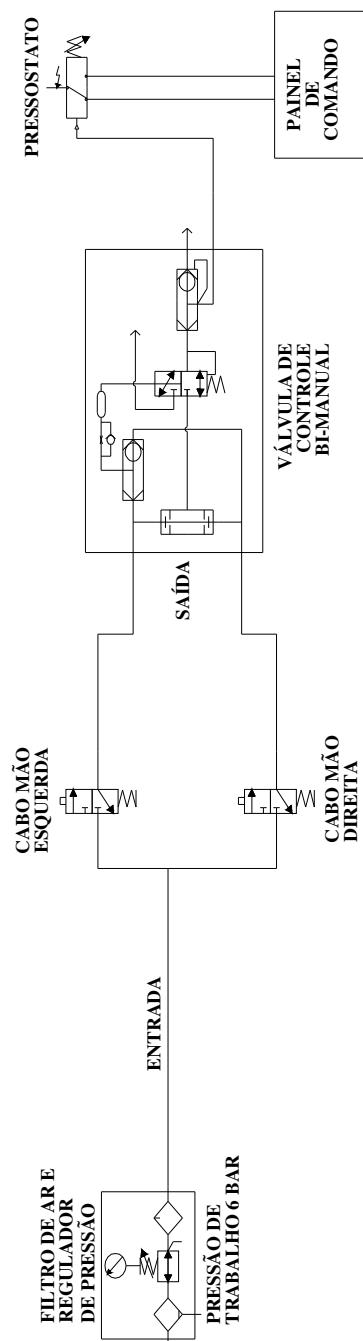 FILTRO DE AR E
REGULADOR
DE PRESSÃO
PRESSÃO DE
TRABALHO 6 BAR
ENTRADA
CABO MÃO
ESQUERDA
CABO MÃO
DIREITA
SAÍDA
VÁLVULA DE
CONTROLE
BI-MANUAL
PRESSOSTATO
PAINEL
DE
COMANDO